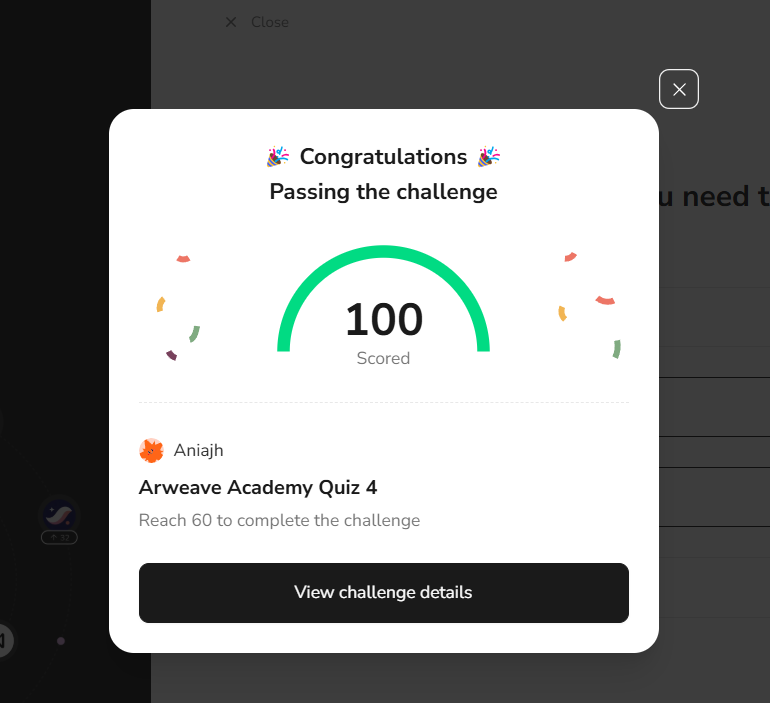 Close
🎉 Congratulations 🎉
Passing the challenge
u need t
100
Scored
Aniajh
Arweave Academy Quiz 4
Reach 60 to complete the challenge
View challenge details